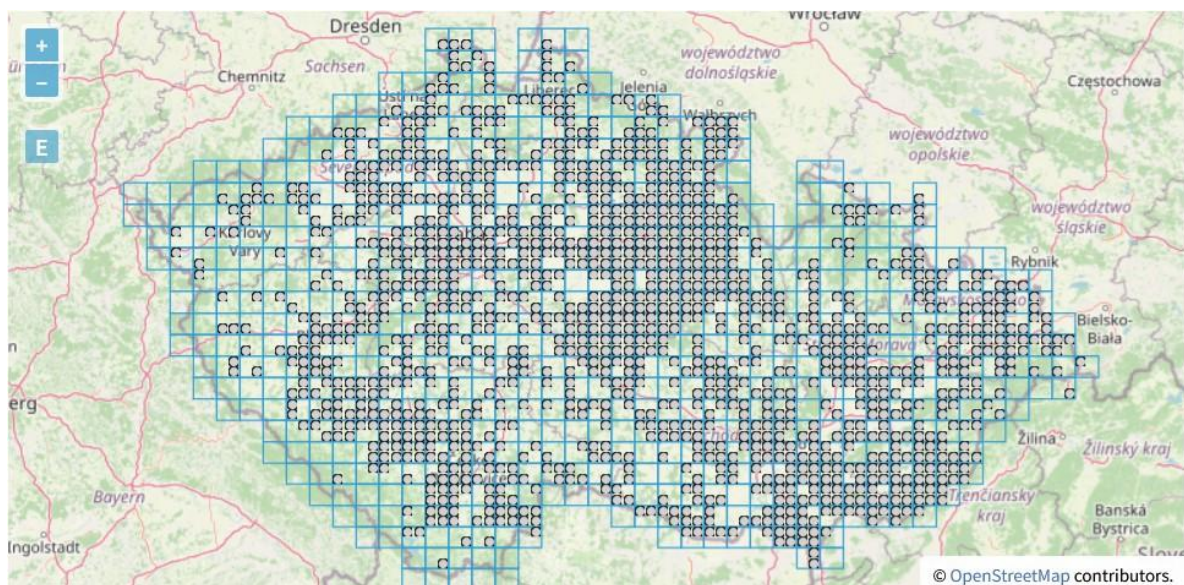 Dresden
Wrocław
+
−
E
Sachsen
Chemnitz
Liberec
Jelenia
Wałbrzych
województwo
dolnośląskie
Częstochowa
województwo
opolskie
województwo
śląskie
Karlovy
Vary
Rybnik
Bielsko-
Biała
Morava
Žilina
Žilinský kraj
Trenčiansky
kraj
Banská
Bystrica
Bayern
Ingolstadt
© OpenStreetMap contributors.